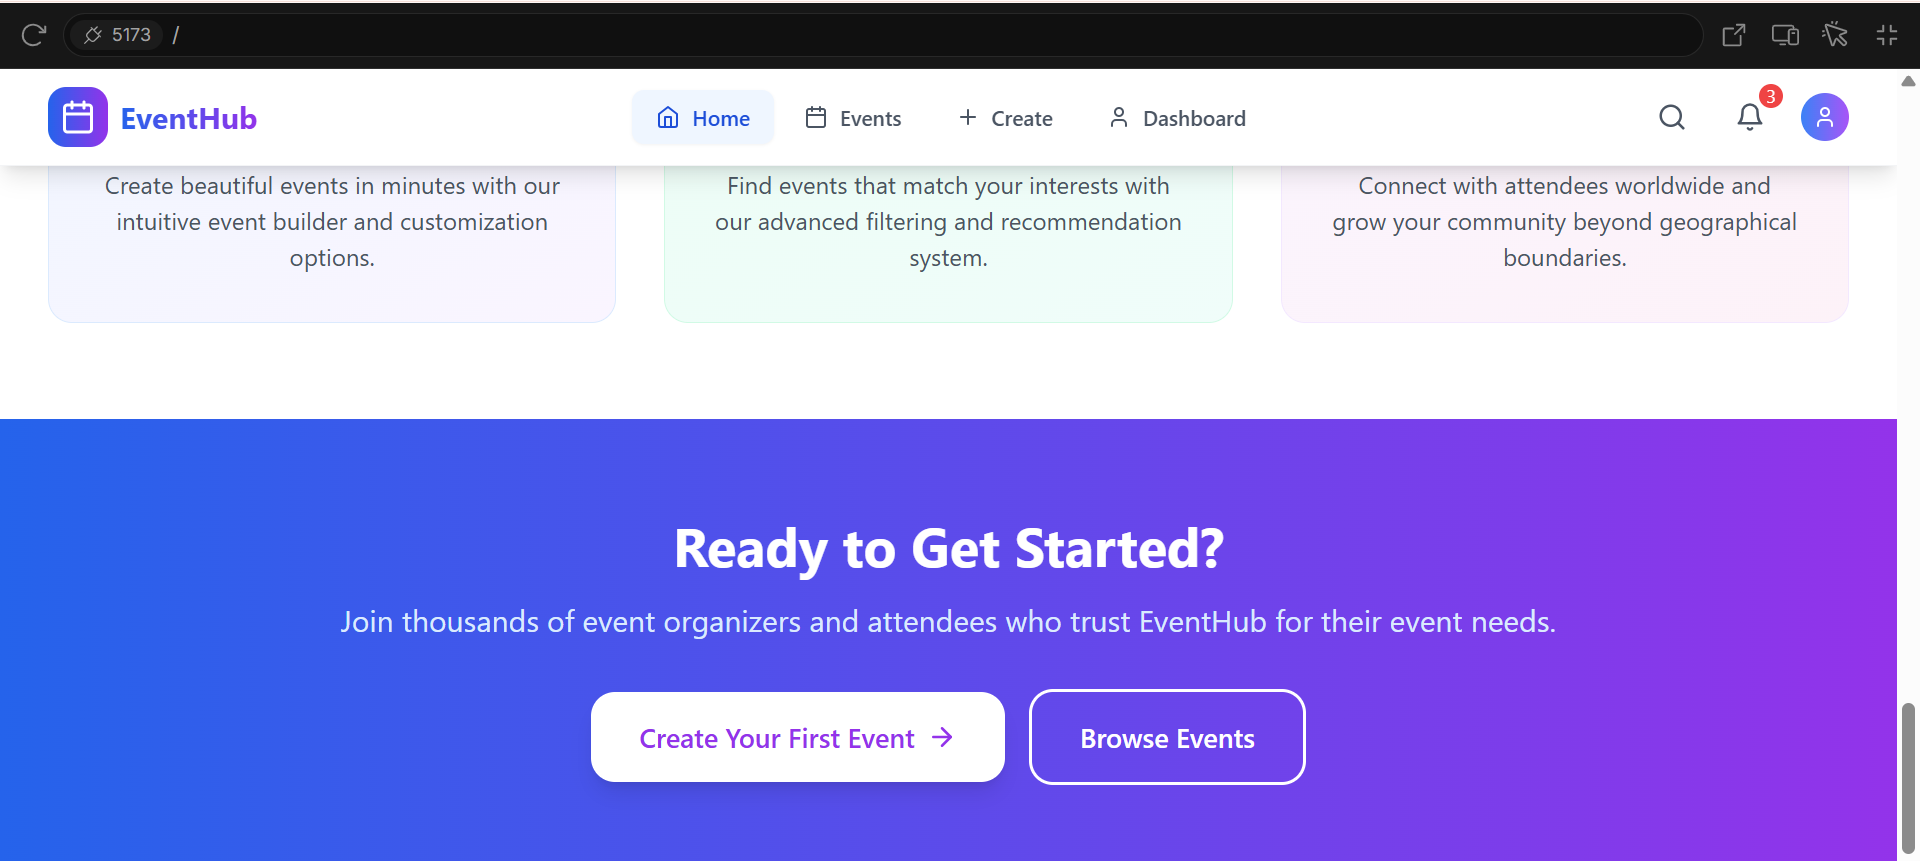 5173 /
EventHub
Home
Events
Create
Dashboard
3
Create beautiful events in minutes with our
intuitive event builder and customization
options.
Find events that match your interests with
our advanced filtering and recommendation
system.
Connect with attendees worldwide and
grow your community beyond geographical
boundaries.
Ready to Get Started?
Join thousands of event organizers and attendees who trust EventHub for their event needs.
Create Your First Event →
Browse Events